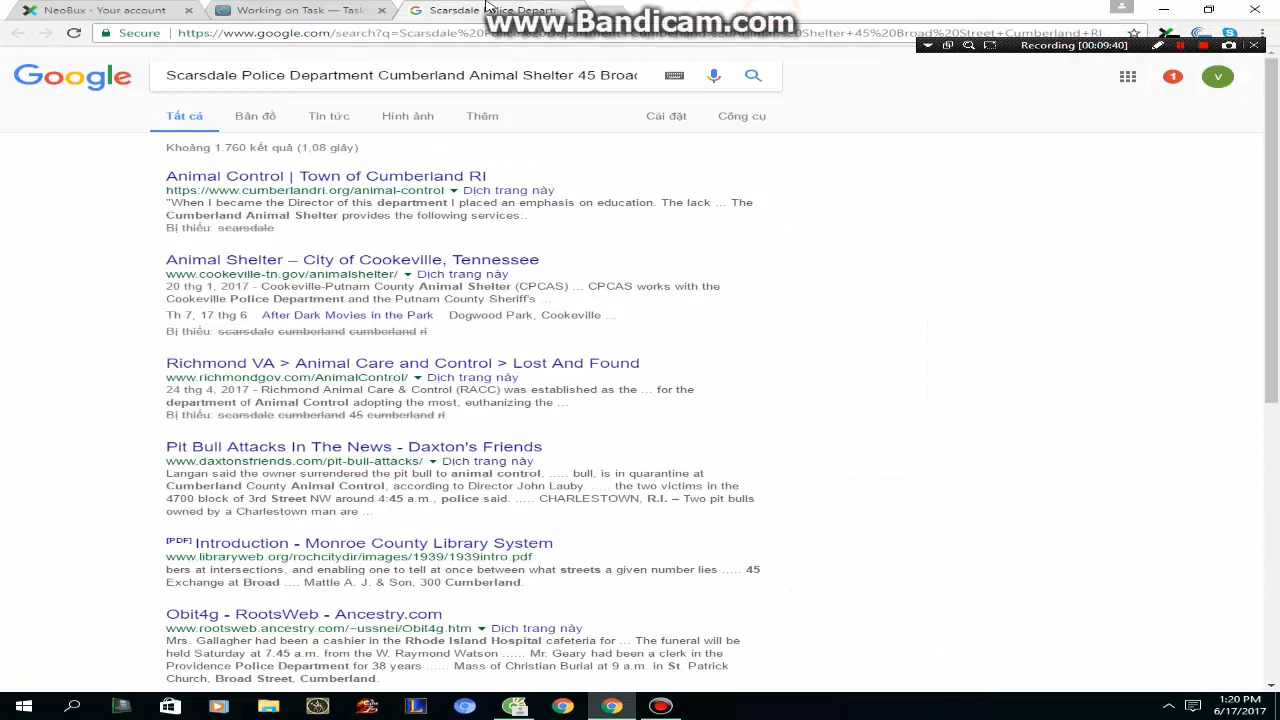 NeoBux - Your account
Working on Task — Task
Scarsdale Police Depart
www.Bandicam.com
Secure
Recording [00:09:40]
Google
Scarsdale Police Department Cumberland Animal Shelter 45 Broad
1
v
Tất cả Bản đồ Tin tức Hình ảnh Thêm Cài đặt Công cụ
Khoảng 1.760 kết quả (1,08 giây)
Animal Control | Town of Cumberland RI
https://www.cumberlandri.org/animal-control Dịch trang này
"When I became the Director of this department I placed an emphasis on education. The lack ... The
Cumberland Animal Shelter provides the following services:.
Bị thiếu: scarsdale
Animal Shelter – City of Cookeville, Tennessee
www.cookeville-tn.gov/animalshelter/ Dịch trang này
20 thg 1, 2017 - Cookeville-Putnam County Animal Shelter (CPCAS) ... CPCAS works with the
Cookeville Police Department and the Putnam County Sheriff's ...
Th 7, 17 thg 6 After Dark Movies in the Park Dogwood Park, Cookeville ...
Bị thiếu: scarsdale cumberland cumberland ri
Richmond VA > Animal Care and Control > Lost And Found
www.richmondgov.com/AnimalControl/ Dịch trang này
24 thg 4, 2017 - Richmond Animal Care & Control (RACC) was established as the ... for the
department of Animal Control adopting the most, euthanizing the ...
Bị thiếu: scarsdale cumberland 45 cumberland ri
Pit Bull Attacks In The News - Daxton's Friends
www.daxtonsfriends.com/pit-bull-attacks/ Dịch trang này
Langan said the owner surrendered the pit bull to animal control. ..... bull, is in quarantine at
Cumberland County Animal Control, according to Director John Lauby. ..... the two victims in the
4700 block of 3rd Street NW around 4:45 a.m., police said. ..... CHARLESTOWN, R.I. – Two pit bulls
owned by a Charlestown man are ...
[PDF] Introduction - Monroe County Library System
www.libraryweb.org/rochcitydir/images/1939/1939intro.pdf
bers at intersections, and enabling one to tell at once between what streets a given number lies ..... 45
Exchange at Broad .... Mattle A. J. & Son, 300 Cumberland.
Obit4g - RootsWeb - Ancestry.com
www.rootsweb.ancestry.com/~ussnei/Obit4g.htm Dịch trang này
Mrs. Gallagher had been a cashier in the Rhode Island Hospital cafeteria for ... The funeral will be
held Saturday at 7:45 a.m. from the W. Raymond Watson ...... Mr. Geary had been a clerk in the
Providence Police Department for 38 years ...... Mass of Christian Burial at 9 a.m. in St. Patrick
Church, Broad Street, Cumberland.
1:20 PM
6/17/2017